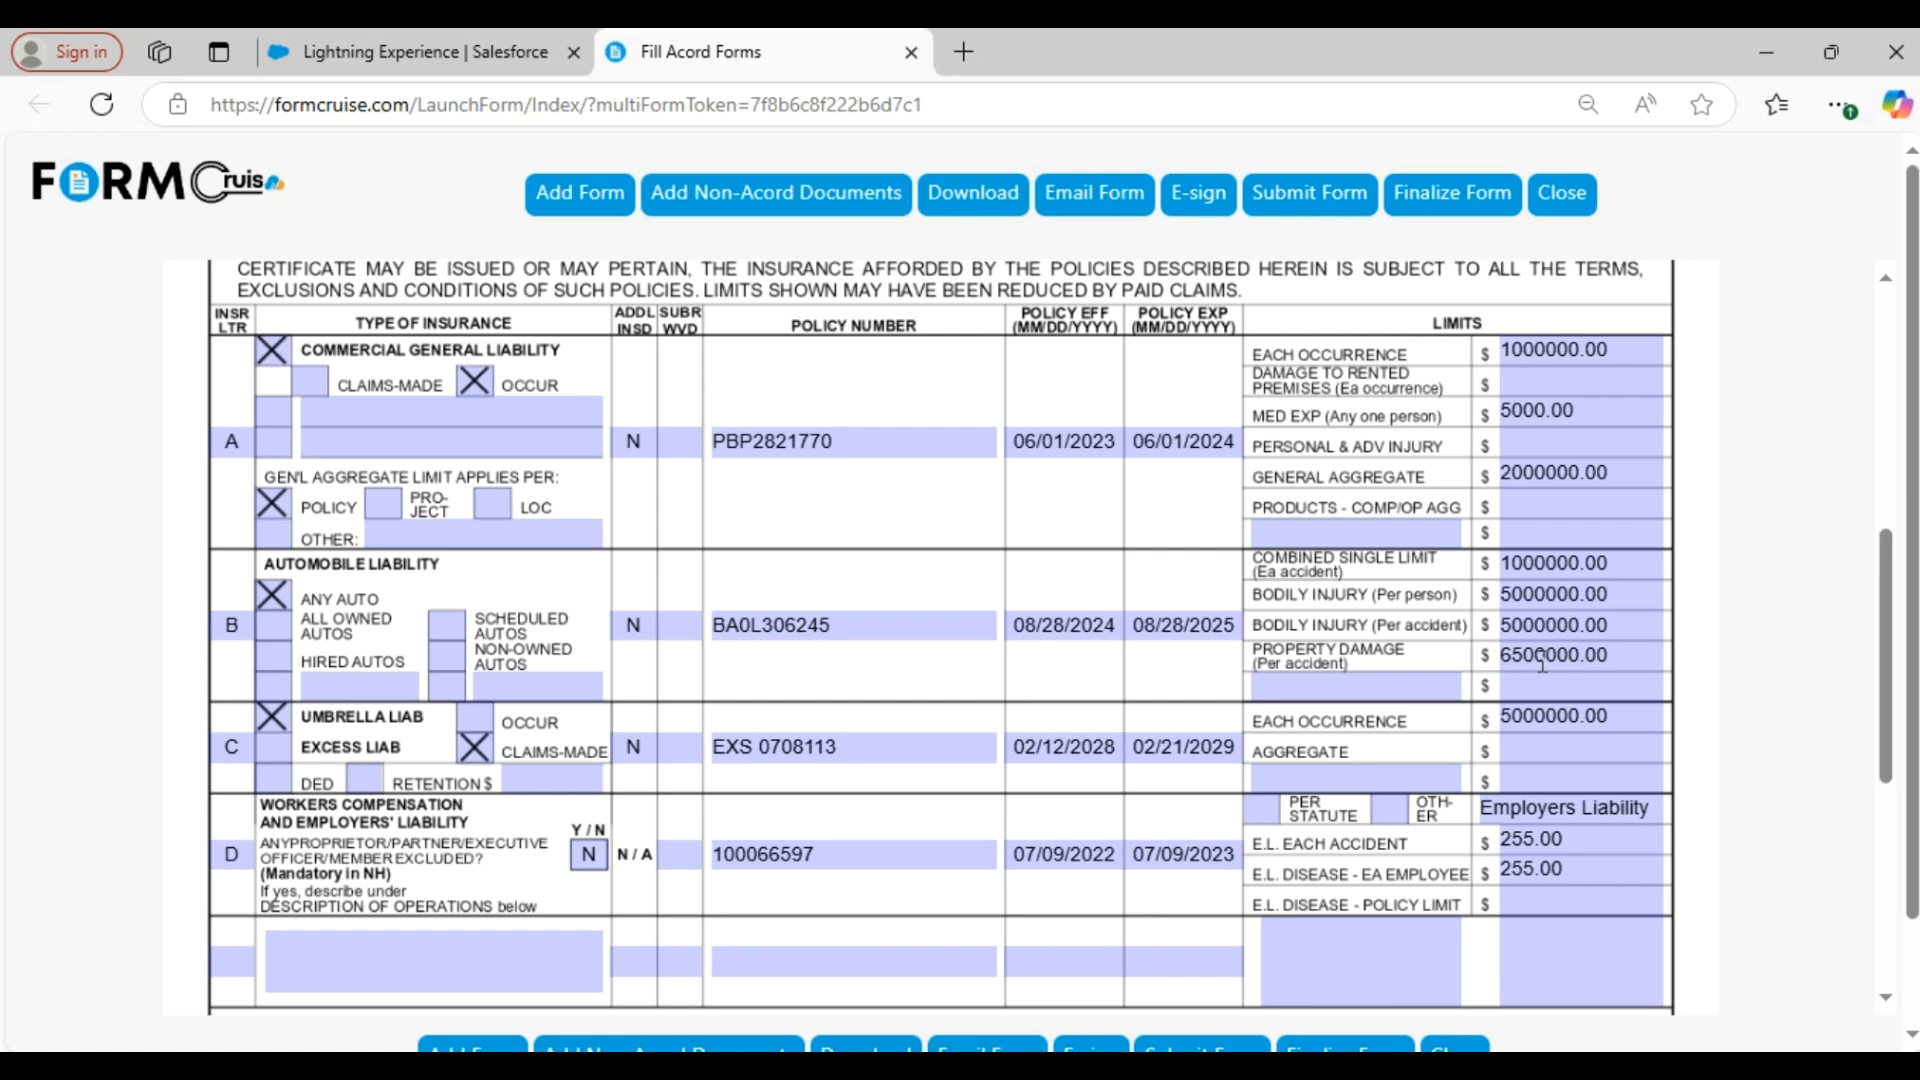 Sign in
Lightning Experience | Salesforce
Fill Acord Forms
https://formcruise.com/LaunchForm/Index/?multiFormToken=7f8b6c8f222b6d7c1
FORMCruise
Add Form Add Non-Acord Documents Download Email Form E-sign Submit Form Finalize Form Close
CERTIFICATE MAY BE ISSUED OR MAY PERTAIN, THE INSURANCE AFFORDED BY THE POLICIES DESCRIBED HEREIN IS SUBJECT TO ALL THE TERMS,
EXCLUSIONS AND CONDITIONS OF SUCH POLICIES. LIMITS SHOWN MAY HAVE BEEN REDUCED BY PAID CLAIMS.
INSR LTR TYPE OF INSURANCE ADDL INSD SUBR WVD POLICY NUMBER POLICY EFF (MM/DD/YYYY) POLICY EXP (MM/DD/YYYY) LIMITS
X COMMERCIAL GENERAL LIABILITY
CLAIMS-MADE X OCCUR
A N PBP2821770 06/01/2023 06/01/2024
GEN'L AGGREGATE LIMIT APPLIES PER:
X POLICY PRO-JECT LOC
OTHER:
EACH OCCURRENCE $ 1000000.00
DAMAGE TO RENTED
PREMISES (Ea occurrence) $
MED EXP (Any one person) $ 5000.00
PERSONAL & ADV INJURY $
GENERAL AGGREGATE $ 2000000.00
PRODUCTS - COMP/OP AGG $
$
AUTOMOBILE LIABILITY
X ANY AUTO
ALL OWNED AUTOS SCHEDULED AUTOS
HIRED AUTOS NON-OWNED AUTOS
B N BA0L306245 08/28/2024 08/28/2025
COMBINED SINGLE LIMIT
(Ea accident) $ 1000000.00
BODILY INJURY (Per person) $ 5000000.00
BODILY INJURY (Per accident) $ 5000000.00
PROPERTY DAMAGE
(Per accident) $ 6500000.00
$
X UMBRELLA LIAB OCCUR
EXCESS LIAB X CLAIMS-MADE
DED RETENTION $
C N EXS 0708113 02/12/2028 02/21/2029
EACH OCCURRENCE $ 5000000.00
AGGREGATE $
$
WORKERS COMPENSATION
AND EMPLOYERS' LIABILITY
Y / N
ANYPROPRIETOR/PARTNER/EXECUTIVE
OFFICER/MEMBER EXCLUDED? N
(Mandatory in NH)
If yes, describe under
DESCRIPTION OF OPERATIONS below
D N / A 100066597 07/09/2022 07/09/2023
PER STATUTE OTH-ER Employers Liability
E.L. EACH ACCIDENT $ 255.00
E.L. DISEASE - EA EMPLOYEE $ 255.00
E.L. DISEASE - POLICY LIMIT $